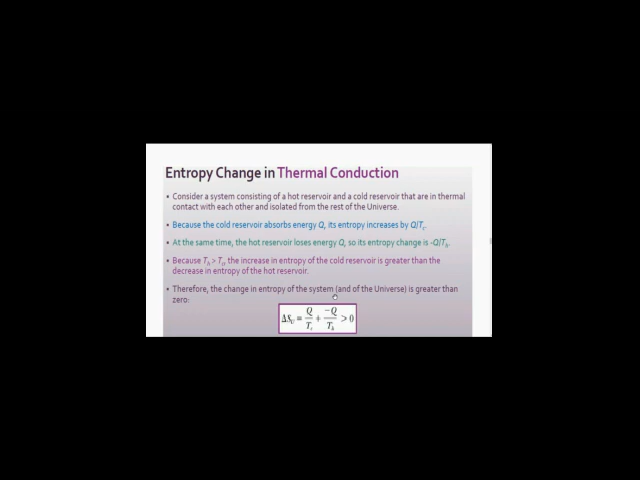 Entropy Change in Thermal Conduction
• Consider a system consisting of a hot reservoir and a cold reservoir that are in thermal
contact with each other and isolated from the rest of the Universe.
• Because the cold reservoir absorbs energy Q, its entropy increases by Q/Tc.
• At the same time, the hot reservoir loses energy Q, so its entropy change is -Q/Th.
• Because Th > Tc, the increase in entropy of the cold reservoir is greater than the
decrease in entropy of the hot reservoir.
• Therefore, the change in entropy of the system (and of the Universe) is greater than
zero:
ΔSU = Q/Tc + -Q/Th > 0